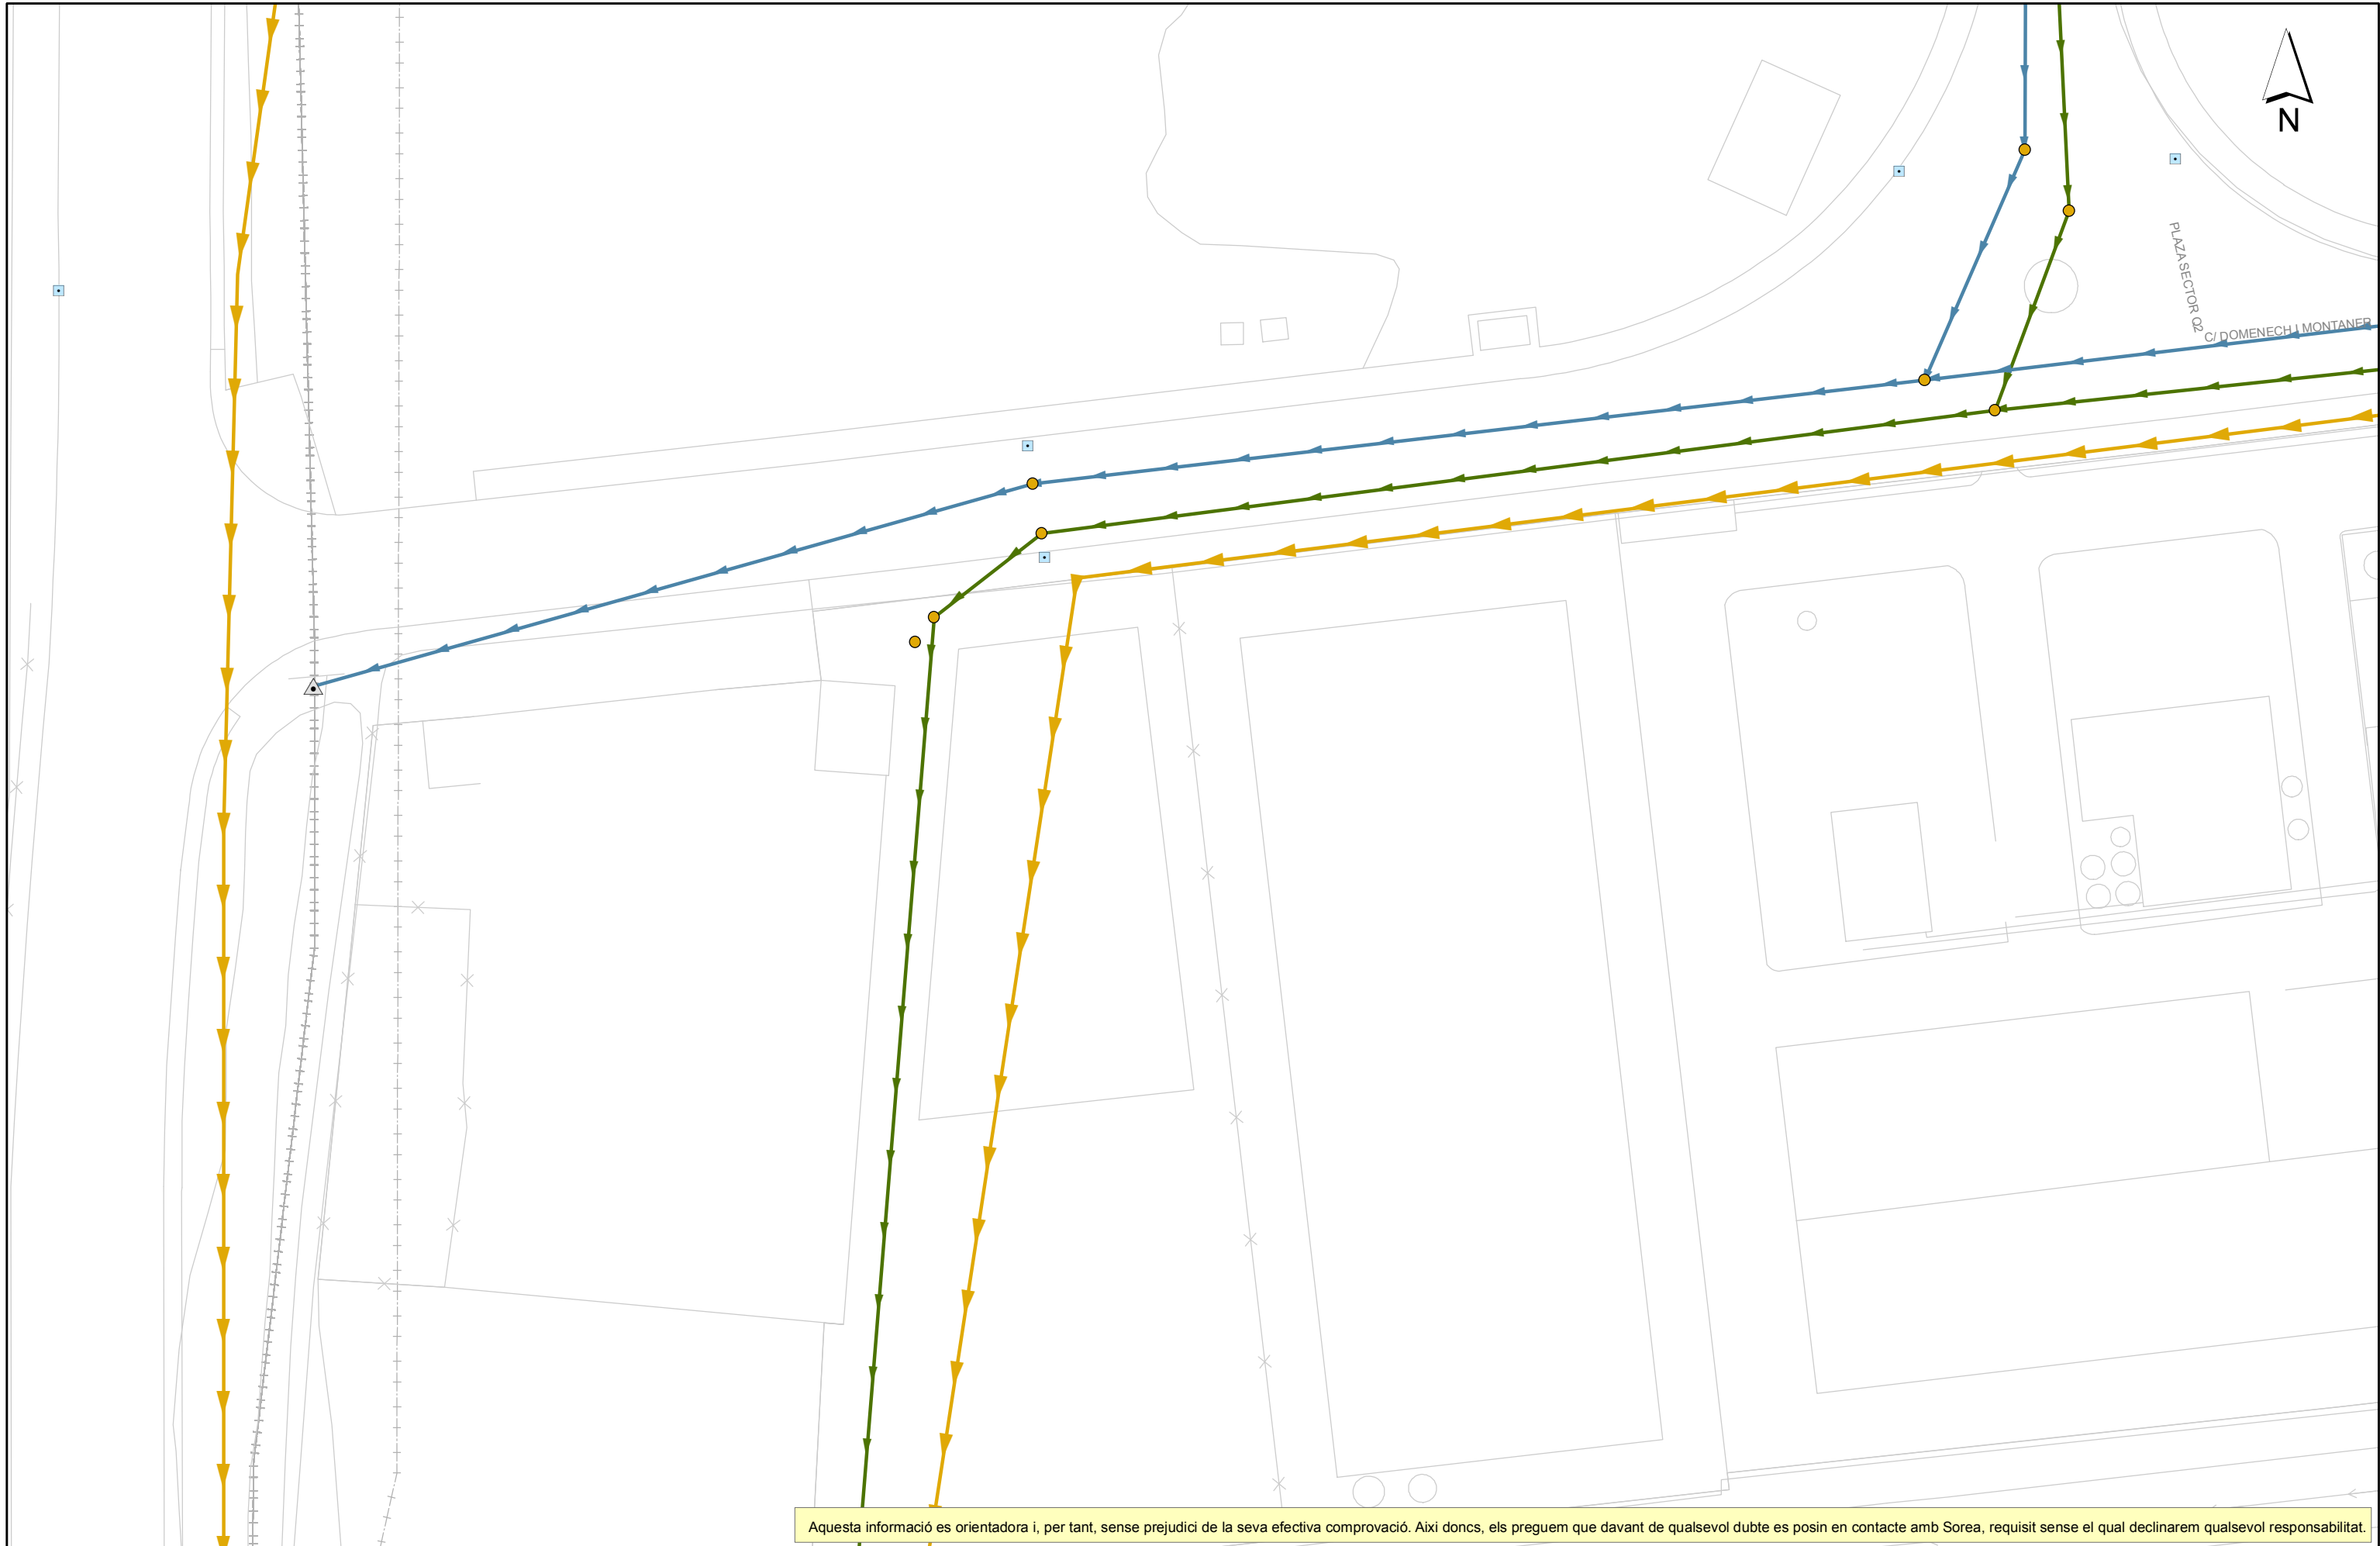 N
PLAZA SECTOR Q2
C/ DOMENECH I MONTANER
Aquesta informació es orientadora i, per tant, sense prejudici de la seva efectiva comprovació. Aixi doncs, els preguem que davant de qualsevol dubte es posin en contacte amb Sorea, requisit sense el qual declinarem qualsevol responsabilitat.